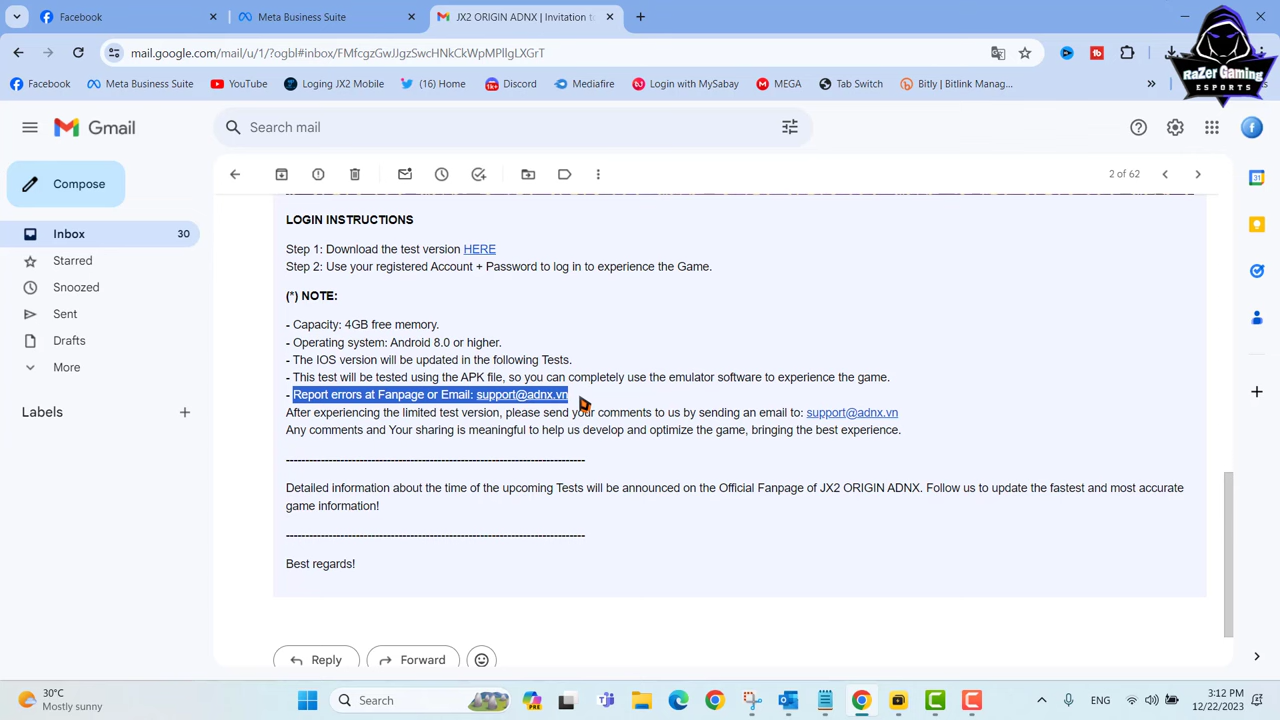 Facebook
Meta Business Suite
JX2 ORIGIN ADNX | Invitation t
mail.google.com/mail/u/1/?ogbl#inbox/FMfcgzGwJJgzSwcHNkCkWpMPllgLXGrT
Facebook
Meta Business Suite
YouTube
Loging JX2 Mobile
(16) Home
Discord
Mediafire
Login with MySabay
MEGA
Tab Switch
Bitly | Bitlink Manag...
RaZer Gaming
ESPORTS
Gmail
Search mail
Compose
2 of 62
Inbox 30
Starred
Snoozed
Sent
Drafts
More
Labels
LOGIN INSTRUCTIONS
Step 1: Download the test version HERE
Step 2: Use your registered Account + Password to log in to experience the Game.
(*) NOTE:
- Capacity: 4GB free memory.
- Operating system: Android 8.0 or higher.
- The IOS version will be updated in the following Tests.
- This test will be tested using the APK file, so you can completely use the emulator software to experience the game.
- Report errors at Fanpage or Email: support@adnx.vn
After experiencing the limited test version, please send your comments to us by sending an email to: support@adnx.vn
Any comments and Your sharing is meaningful to help us develop and optimize the game, bringing the best experience.
------------------------------------------------------------
Detailed information about the time of the upcoming Tests will be announced on the Official Fanpage of JX2 ORIGIN ADNX. Follow us to update the fastest and most accurate
game information!
------------------------------------------------------------
Best regards!
Reply
Forward
30°C
Mostly sunny
Search
ENG
3:12 PM
12/22/2023